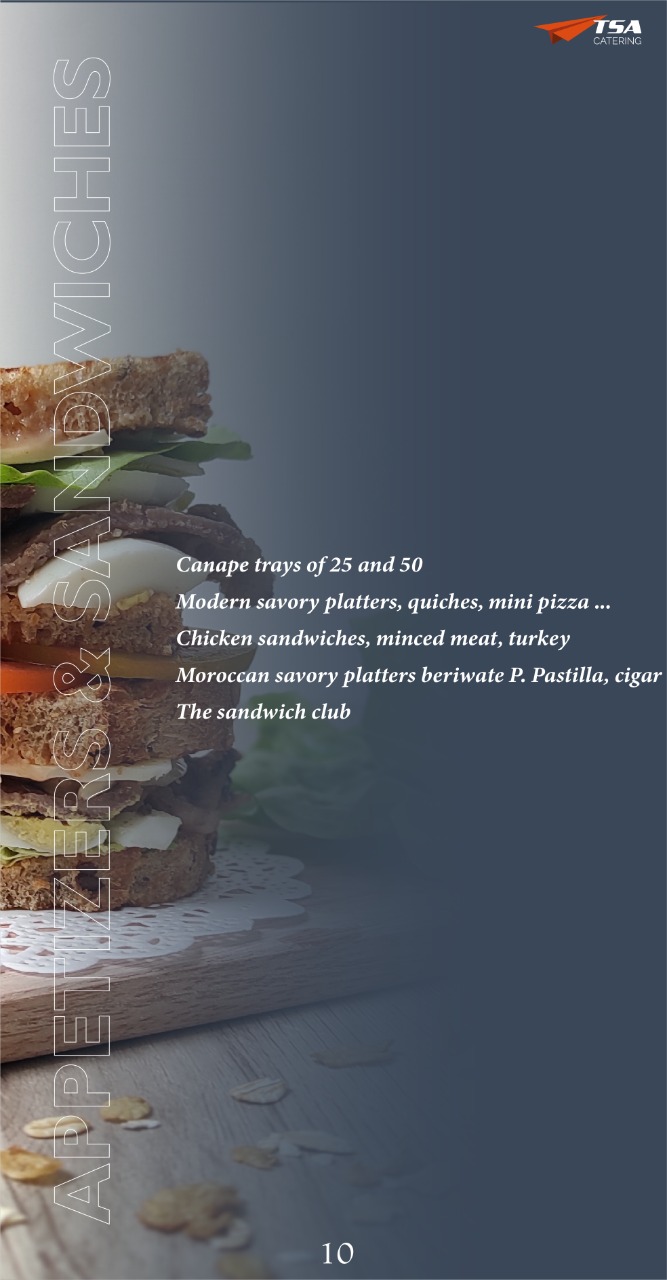 TSA
CATERING
APPETIZERS & SANDWICHES
Canape trays of 25 and 50
Modern savory platters, quiches, mini pizza ...
Chicken sandwiches, minced meat, turkey
Moroccan savory platters beriwate P. Pastilla, cigar
The sandwich club
10